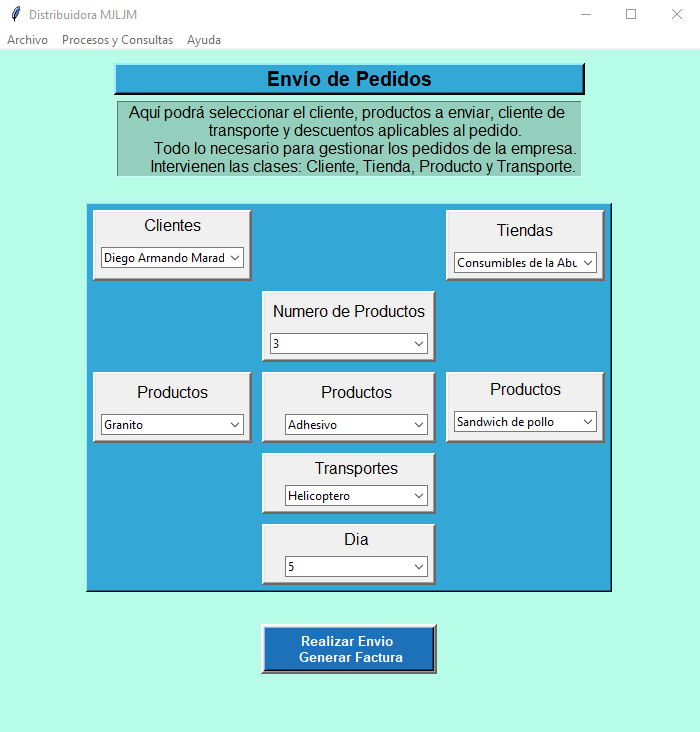 Distribuidora MJLJM
Archivo Procesos y Consultas Ayuda
Envío de Pedidos
Aquí podrá seleccionar el cliente, productos a enviar, cliente de
transporte y descuentos aplicables al pedido.
Todo lo necesario para gestionar los pedidos de la empresa.
Intervienen las clases: Cliente, Tienda, Producto y Transporte.
Clientes
Diego Armando Marad
Tiendas
Consumibles de la Abu
Numero de Productos
3
Productos
Granito
Productos
Adhesivo
Productos
Sandwich de pollo
Transportes
Helicoptero
Dia
5
Realizar Envio
Generar Factura